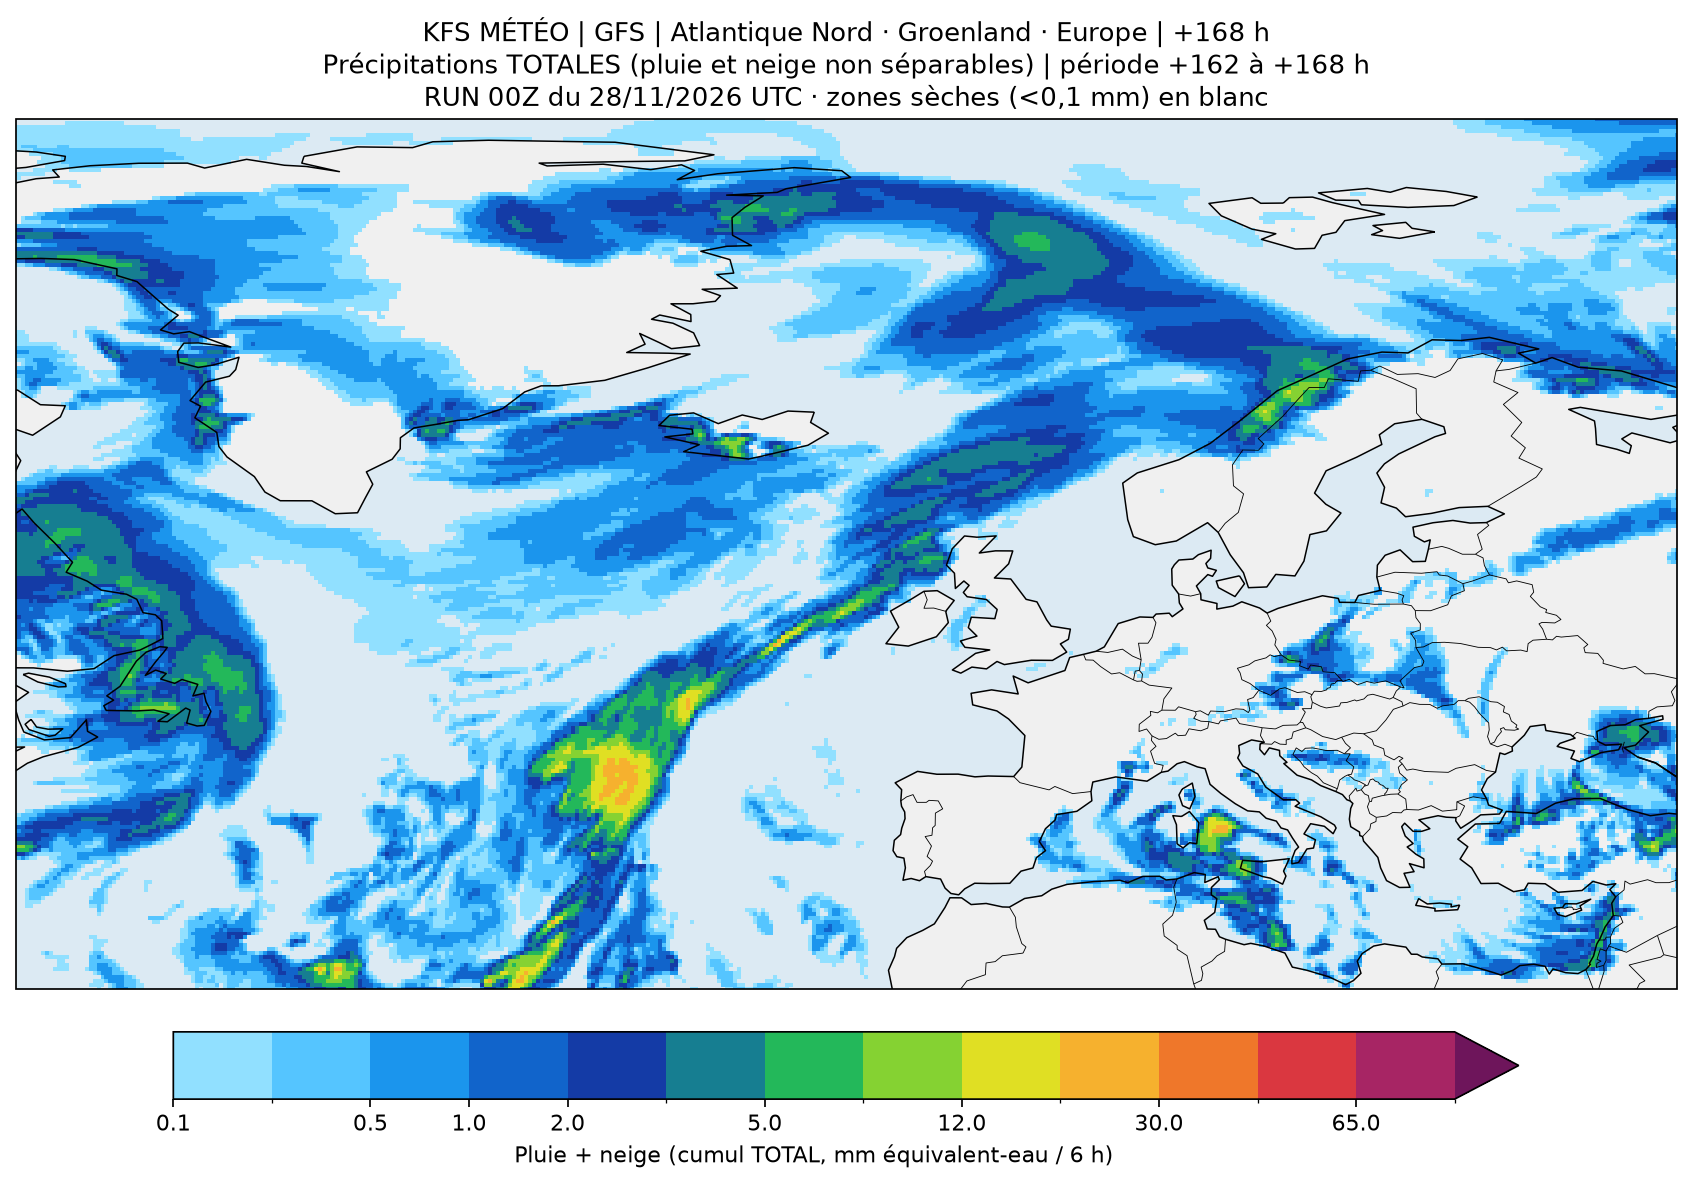 KFS MÉTÉO | GFS | Atlantique Nord · Groenland · Europe | +168 h
Précipitations TOTALES (pluie et neige non séparables) | période +162 à +168 h
RUN 00Z du 28/11/2026 UTC · zones sèches (<0,1 mm) en blanc
0.1 0.5 1.0 2.0 5.0 12.0 30.0 65.0
Pluie + neige (cumul TOTAL, mm équivalent-eau / 6 h)